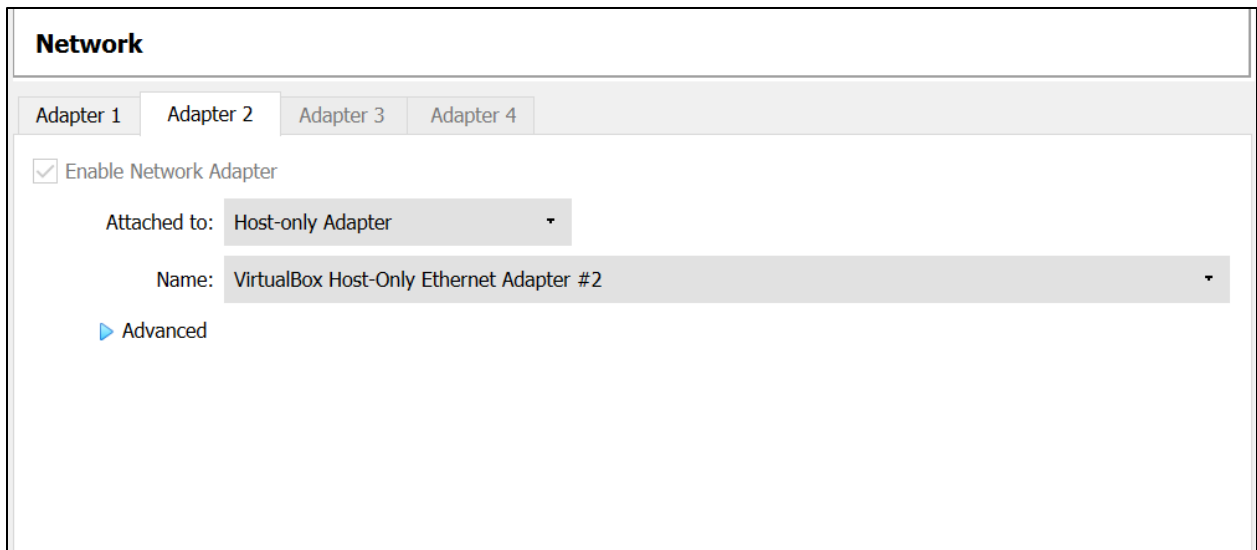 Network
Adapter 1 Adapter 2 Adapter 3 Adapter 4
Enable Network Adapter
Attached to: Host-only Adapter
Name: VirtualBox Host-Only Ethernet Adapter #2
Advanced